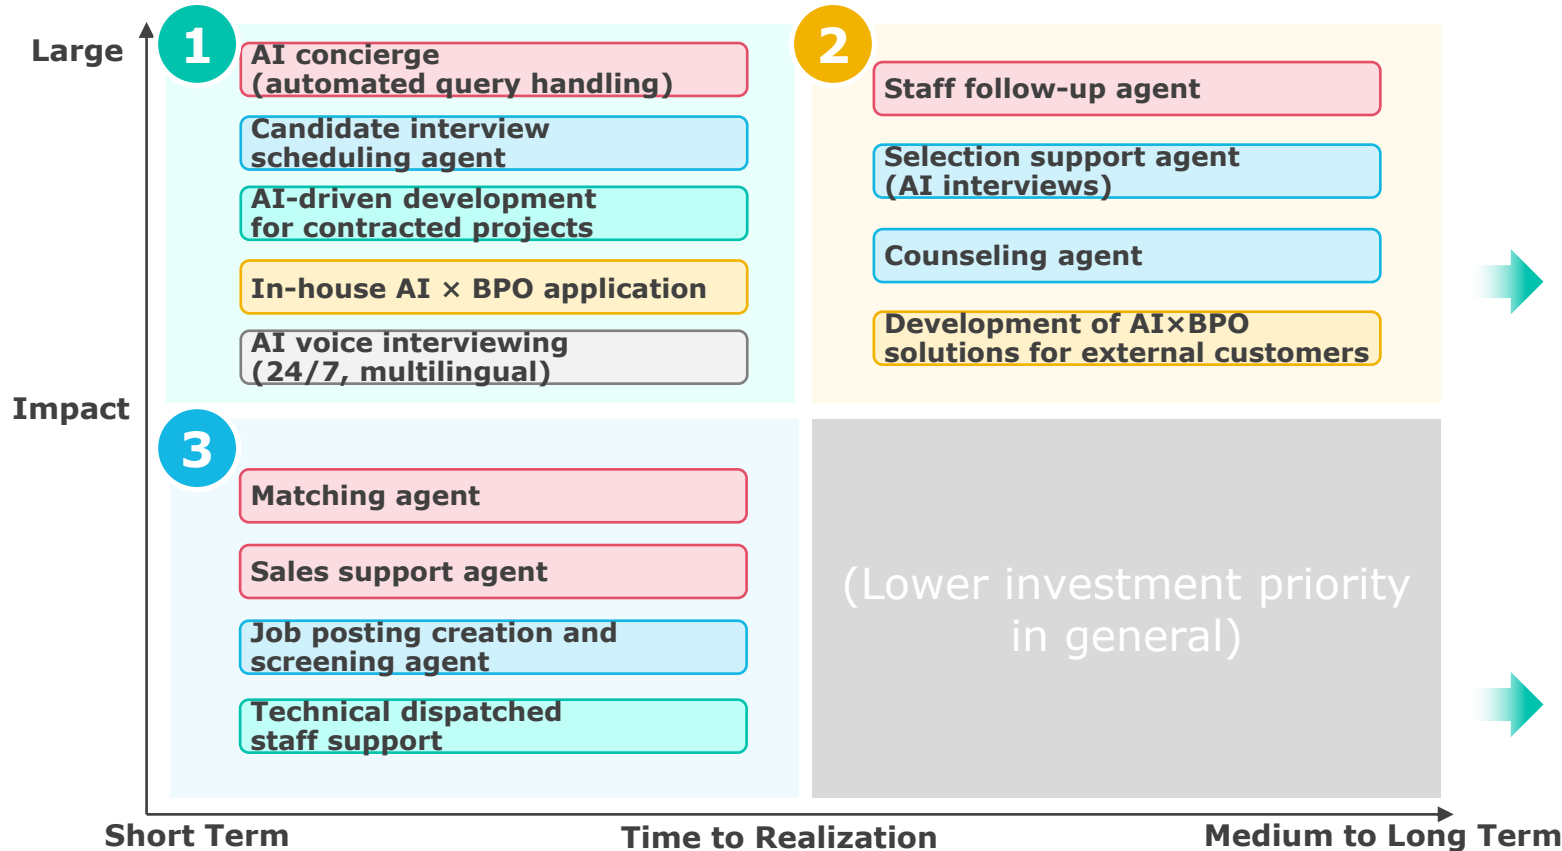 Large
1
AI concierge
(automated query handling)
Candidate interview
scheduling agent
AI-driven development
for contracted projects
In-house AI × BPO application
AI voice interviewing
(24/7, multilingual)
2
Staff follow-up agent
Selection support agent
(AI interviews)
Counseling agent
Development of AI×BPO
solutions for external customers
Impact
3
Matching agent
Sales support agent
Job posting creation and
screening agent
Technical dispatched
staff support
(Lower investment priority
in general)
Short Term
Time to Realization
Medium to Long Term